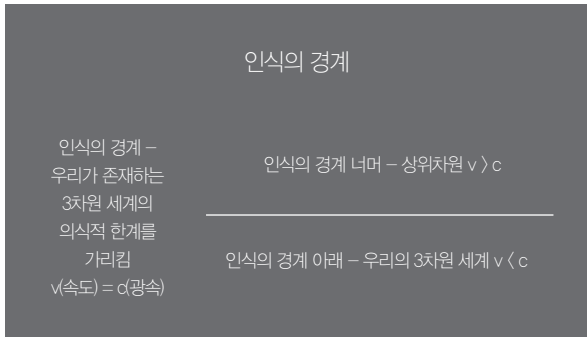 인식의 경계
인식의 경계 –
우리가 존재하는
3차원 세계의
의식적 한계를
가리킴
v(속도) = c(광속)
인식의 경계 너머 – 상위차원 v 〉 c
인식의 경계 아래 – 우리의 3차원 세계 v 〈 c